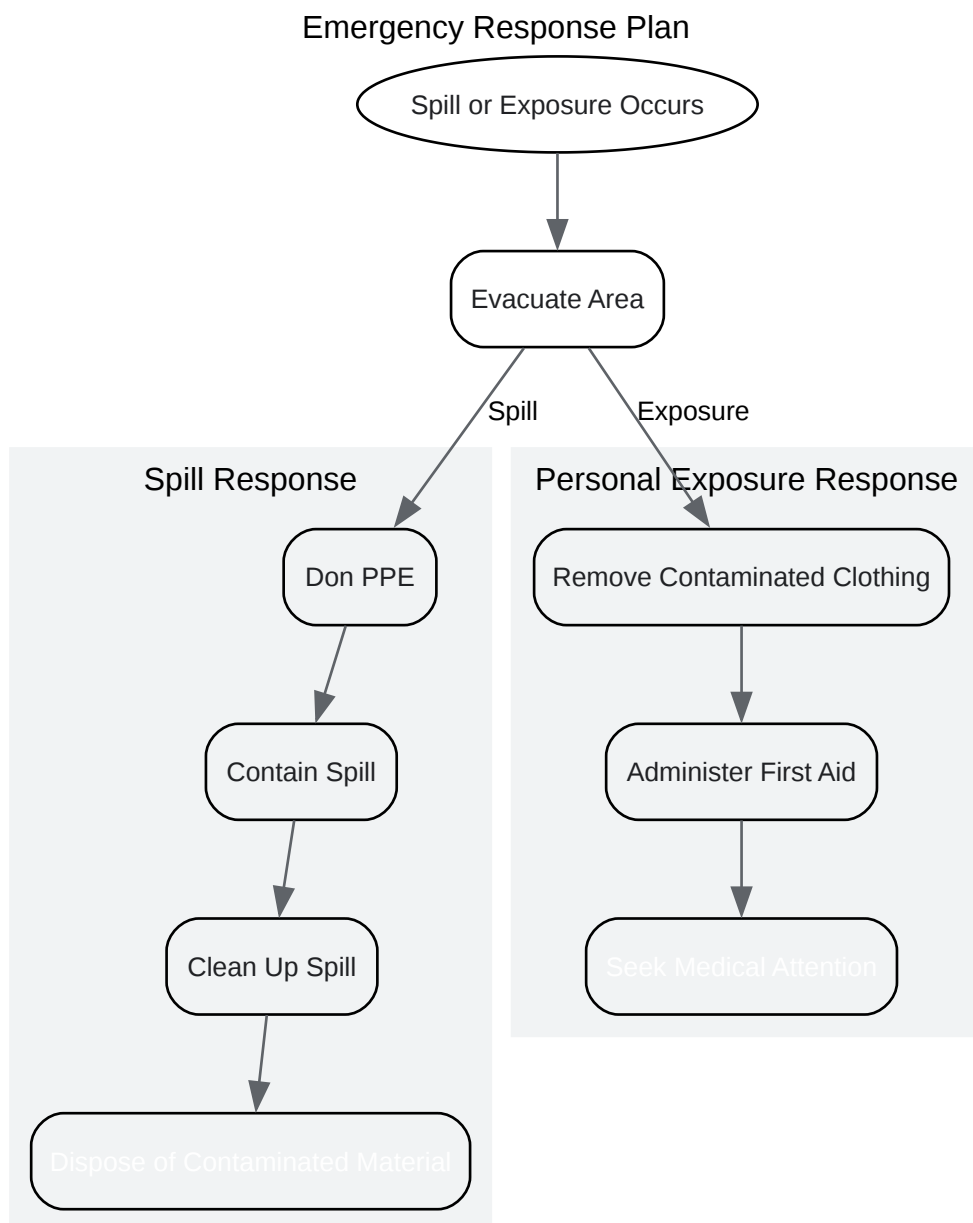 Emergency Response Plan
Spill or Exposure Occurs
Evacuate Area
Spill
Exposure
Spill Response
Don PPE
Contain Spill
Clean Up Spill
Dispose of Contaminated Material
Personal Exposure Response
Remove Contaminated Clothing
Administer First Aid
Seek Medical Attention